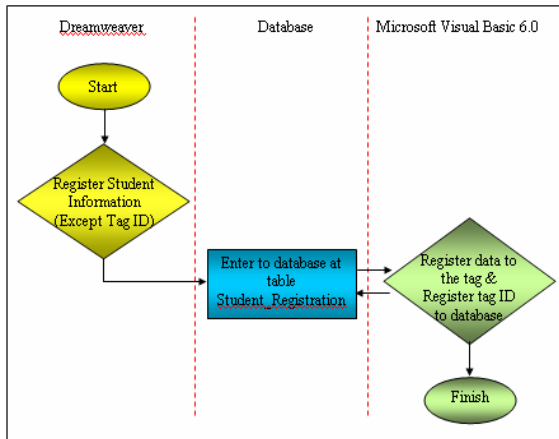 Dreamweaver
Database
Microsoft Visual Basic 6.0
Start
Register Student
Information
(Except Tag ID)
Enter to database at
table
Student_Registration
Register data to
the tag &
Register tag ID
to database
Finish